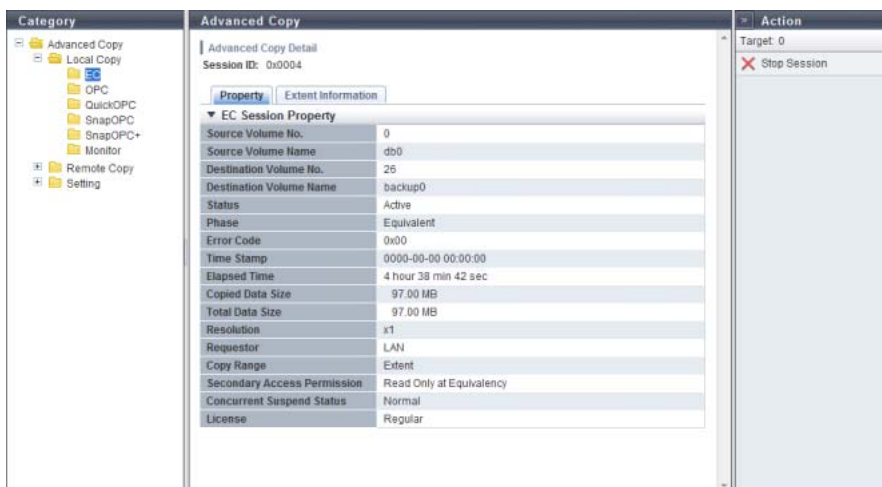 Category
Advanced Copy
Local Copy
EC
OPC
QuickOPC
SnapOPC
SnapOPC+
Monitor
Remote Copy
Setting
Advanced Copy
Advanced Copy Detail
Session ID: 0x0004
Property Extent Information
▼ EC Session Property
Source Volume No. 0
Source Volume Name db0
Destination Volume No. 26
Destination Volume Name backup0
Status Active
Phase Equivalent
Error Code 0x00
Time Stamp 0000-00-00 00:00:00
Elapsed Time 4 hour 38 min 42 sec
Copied Data Size 97.00 MB
Total Data Size 97.00 MB
Resolution x1
Requestor LAN
Copy Range Extent
Secondary Access Permission Read Only at Equivalency
Concurrent Suspend Status Normal
License Regular
» Action
Target: 0
Stop Session